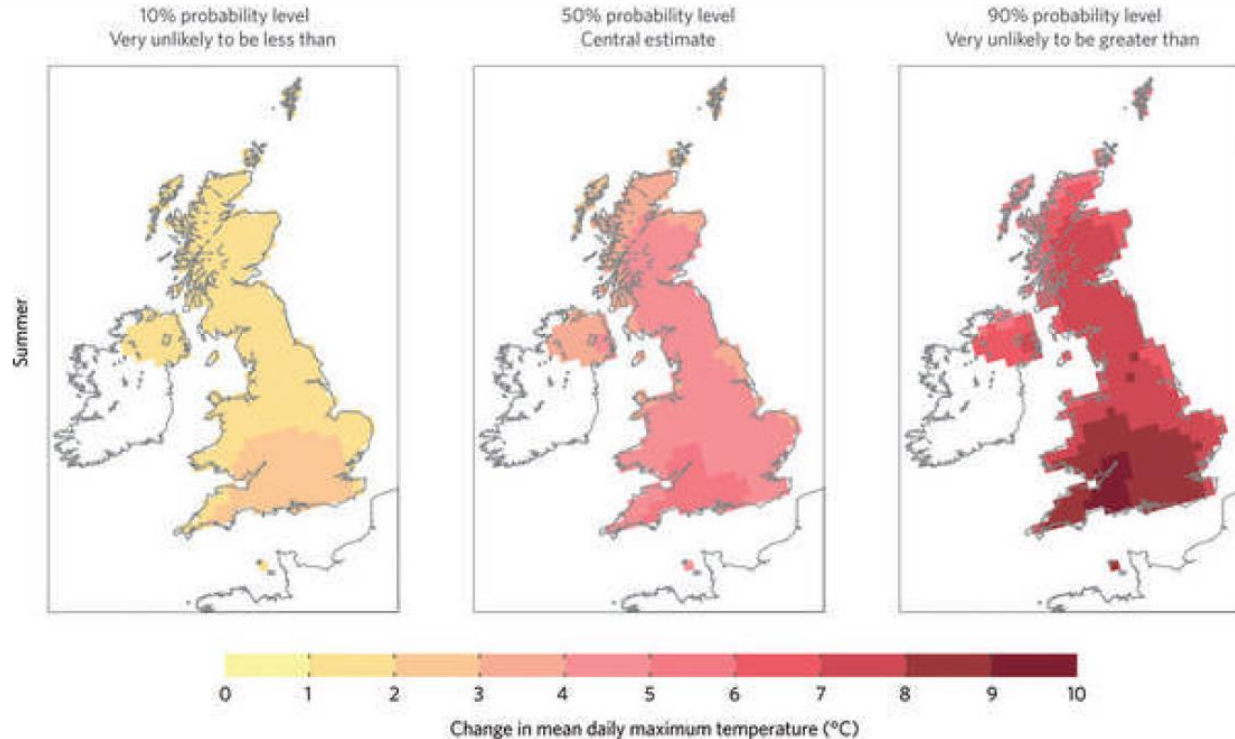 10% probability level
Very unlikely to be less than
50% probability level
Central estimate
90% probability level
Very unlikely to be greater than
Summer
0 1 2 3 4 5 6 7 8 9 10
Change in mean daily maximum temperature (°C)